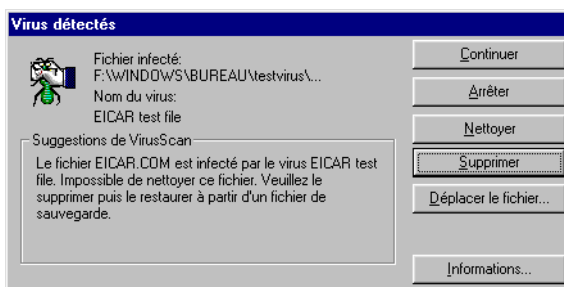 Virus détectés
Fichier infecté:
F:\WINDOWS\BUREAU\testvirus\...
Nom du virus:
EICAR test file
Suggestions de VirusScan
Le fichier EICAR.COM est infecté par le virus EICAR test
file. Impossible de nettoyer ce fichier. Veuillez le
supprimer puis le restaurer à partir d'un fichier de
sauvegarde.
Continuer
Arrêter
Nettoyer
Supprimer
Déplacer le fichier...
Informations...